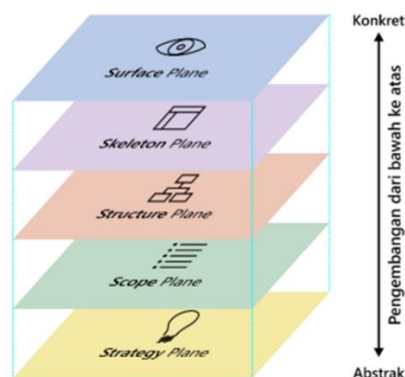 Konkret
Surface Plane
Skeleton Plane
Structure Plane
Scope Plane
Strategy Plane
Pengembangan dari bawah ke atas
Abstrak